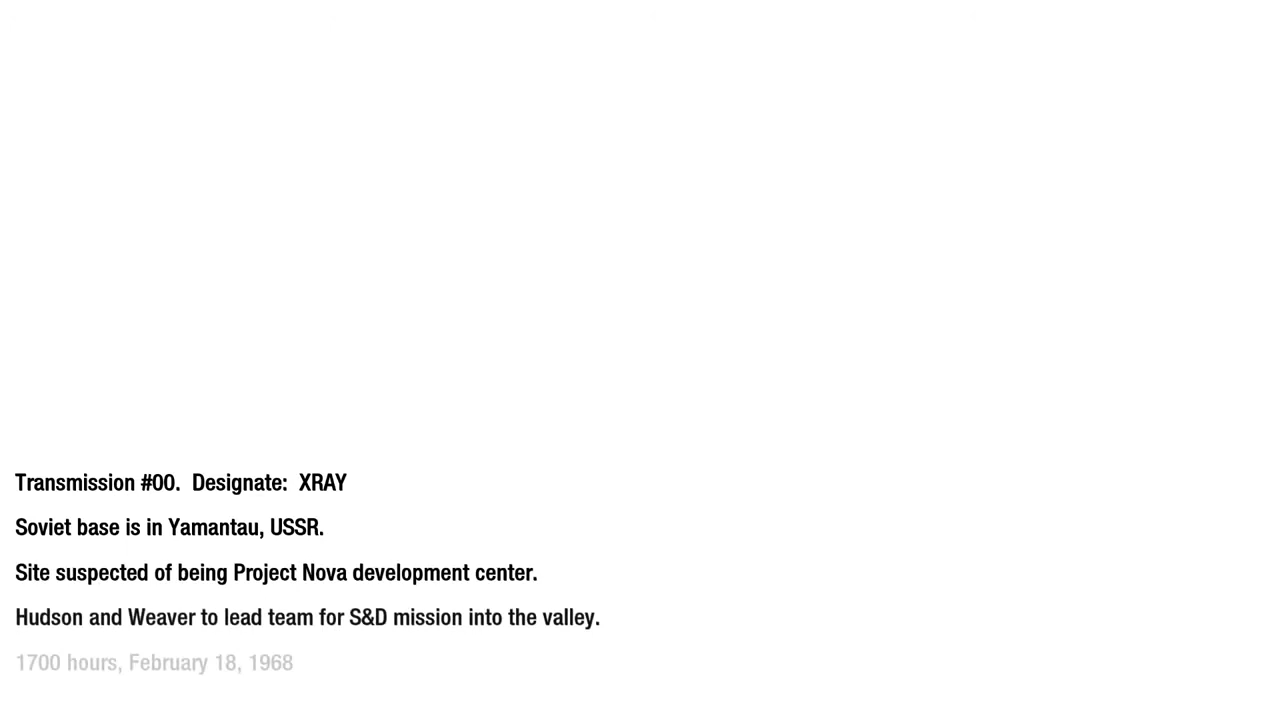 Transmission #00.  Designate:  XRAY
Soviet base is in Yamantau, USSR.
Site suspected of being Project Nova development center.
Hudson and Weaver to lead team for S&D mission into the valley.
1700 hours, February 18, 1968